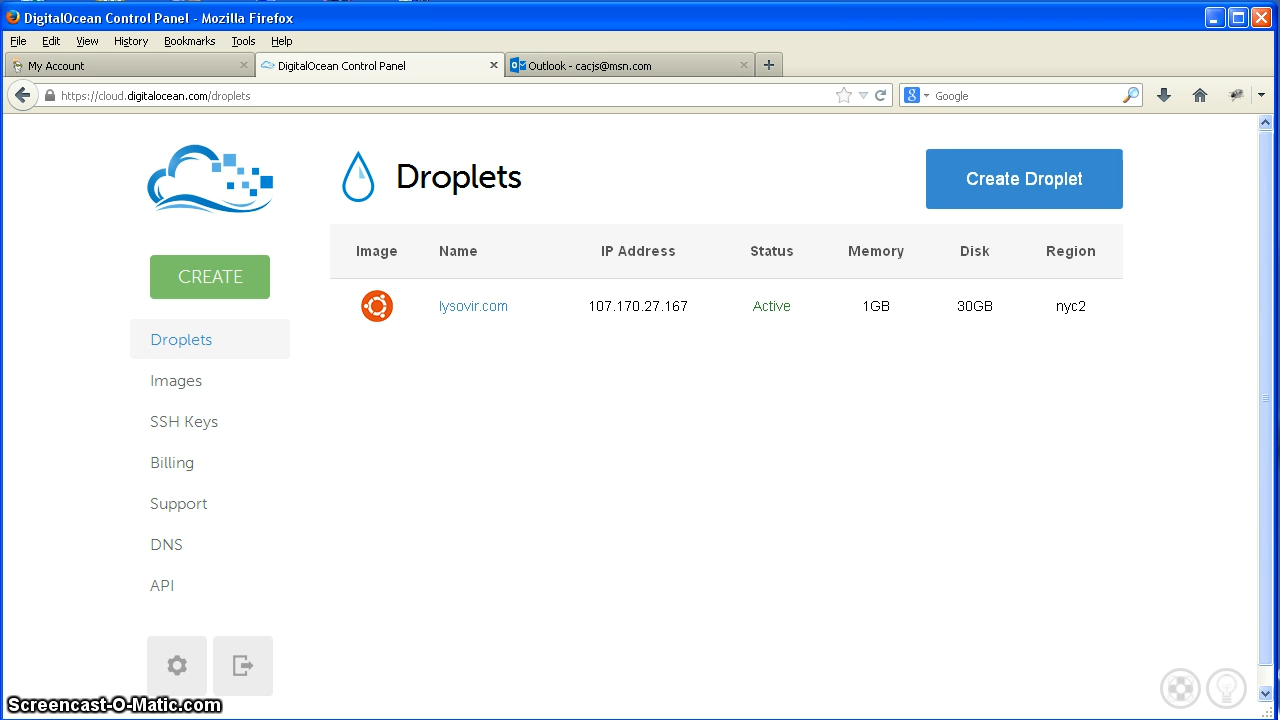 DigitalOcean Control Panel - Mozilla Firefox
File Edit View History Bookmarks Tools Help
My Account
DigitalOcean Control Panel
Outlook - cacjs@msn.com
https://cloud.digitalocean.com/droplets
Google
Droplets
Create Droplet
CREATE
Droplets
Images
SSH Keys
Billing
Support
DNS
API
Image Name IP Address Status Memory Disk Region
lysovir.com 107.170.27.167 Active 1GB 30GB nyc2
Screencast-O-Matic.com